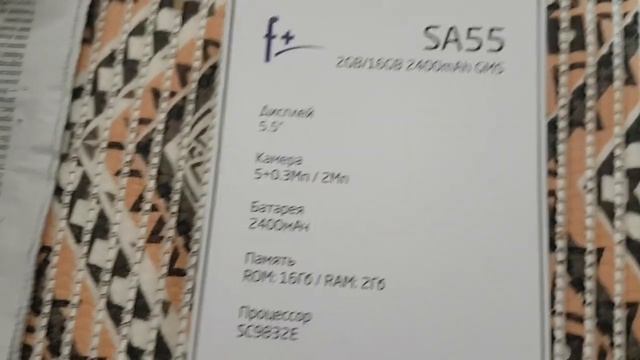 f+
SA55
2GB/16GB 2400mAh GMS
Дисплей
5.5"
Камера
5+0.3Мп / 2Мп
Батарея
2400мАч
Память
ROM: 16Гб / RAM: 2Гб
Процессор
SC9832E